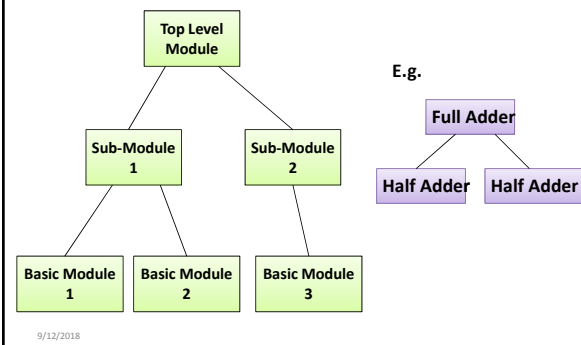 Top Level
Module
E.g.
Full Adder
Sub-Module
1
Sub-Module
2
Half Adder
Half Adder
Basic Module
1
Basic Module
2
Basic Module
3
9/12/2018